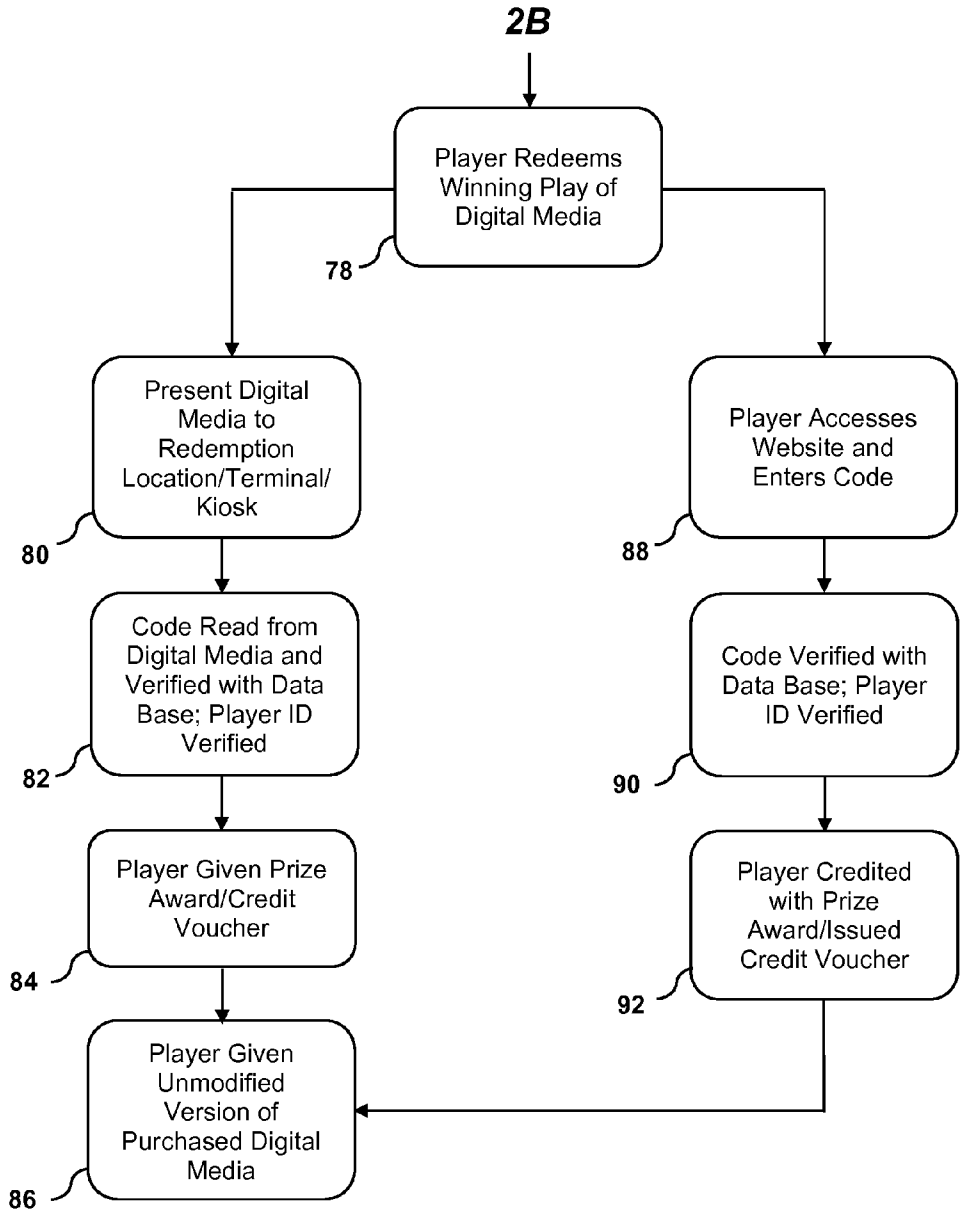 2B
Player Redeems
Winning Play of
Digital Media
78
Present Digital
Media to
Redemption
Location/Terminal/
Kiosk
80
Code Read from
Digital Media and
Verified with Data
Base; Player ID
Verified
82
Player Given Prize
Award/Credit
Voucher
84
Player Given
Unmodified
Version of
Purchased Digital
Media
86
Player Accesses
Website and
Enters Code
88
Code Verified with
Data Base; Player
ID Verified
90
Player Credited
with Prize
Award/Issued
Credit Voucher
92